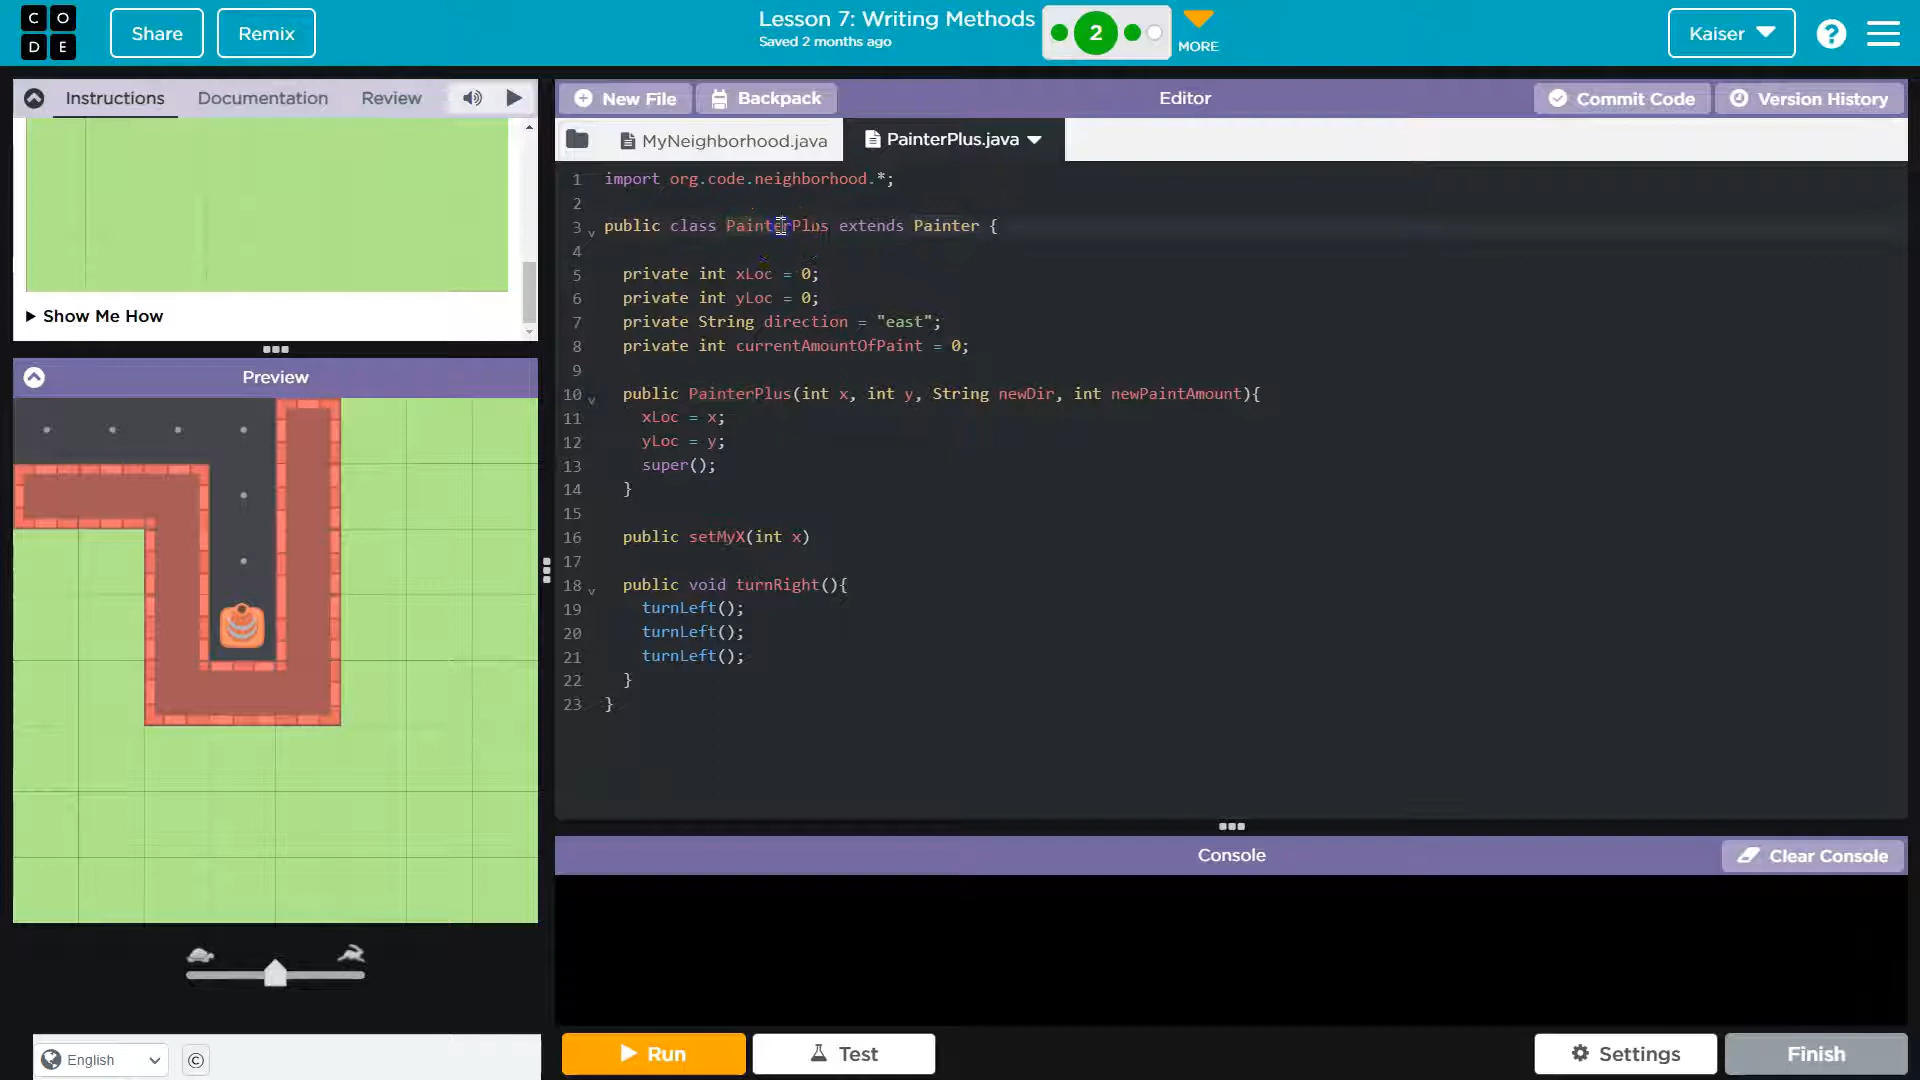 CO
DE
Share
Remix
Lesson 7: Writing Methods
Saved 2 months ago
2
MORE
Kaiser
?
Instructions
Documentation
Review
Show Me How
Preview
English
©
New File
Backpack
Editor
Commit Code
Version History
MyNeighborhood.java
PainterPlus.java
1 import org.code.neighborhood.*;
2
3 public class PainterPlus extends Painter {
4
5 private int xLoc = 0;
6 private int yLoc = 0;
7 private String direction = "east";
8 private int currentAmountOfPaint = 0;
9
10 public PainterPlus(int x, int y, String newDir, int newPaintAmount){
11 xLoc = x;
12 yLoc = y;
13 super();
14 }
15
16 public setMyX(int x)
17
18 public void turnRight(){
19 turnLeft();
20 turnLeft();
21 turnLeft();
22 }
23 }
Console
Clear Console
Run
Test
Settings
Finish